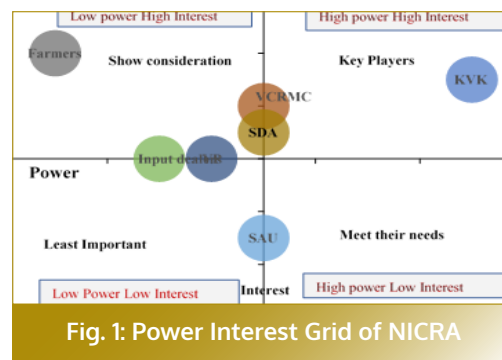 Low power High Interest
High power High Interest
Farmers
Show consideration
Key Players
KVK
VCRMC
SDA
Input
Power
SAU
Least Important
Meet their needs
Low Power Low Interest
Interest
High power Low Interest
Fig. 1: Power Interest Grid of NICRA